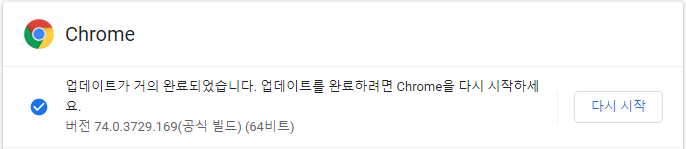 Chrome
업데이트가 거의 완료되었습니다. 업데이트를 완료하려면 Chrome을 다시 시작하세
요.
버전 74.0.3729.169(공식 빌드) (64비트)
다시 시작